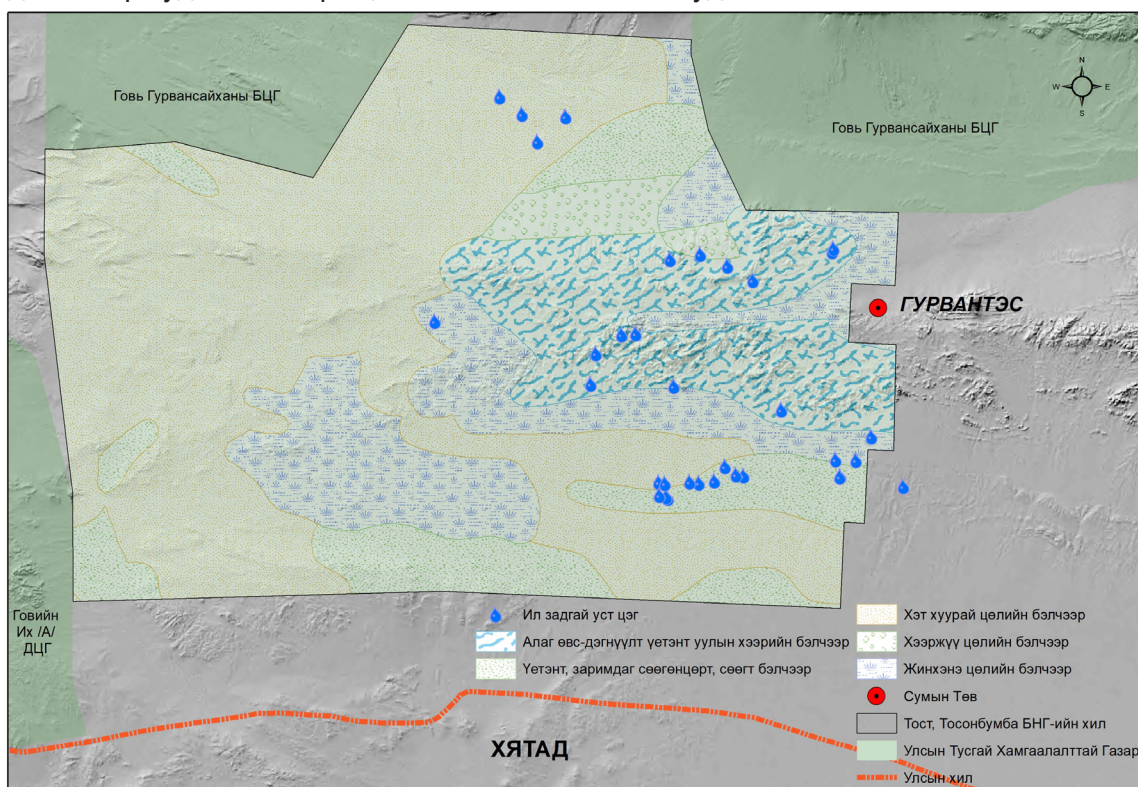 Говь Гурвансайханы БЦГ
Говь Гурвансайханы БЦГ
N
W E
S
ГУРВАНТЭС
Говийн
Их /А/
ДЦГ
Ил задгай уст цэг
Алаг өвс-дэгнүүлт үетэнт уулын хээрийн бэлчээр
Үетэнт, заримдаг сөөгөнцөрт, сөөгт бэлчээр
Хэт хуурай цөлийн бэлчээр
Хээржүү цөлийн бэлчээр
Жинхэнэ цөлийн бэлчээр
Сумын Төв
Тост, Тосонбумба БНГ-ийн хил
Улсын Тусгай Хамгаалалттай Газар
Улсын хил
ХЯТАД